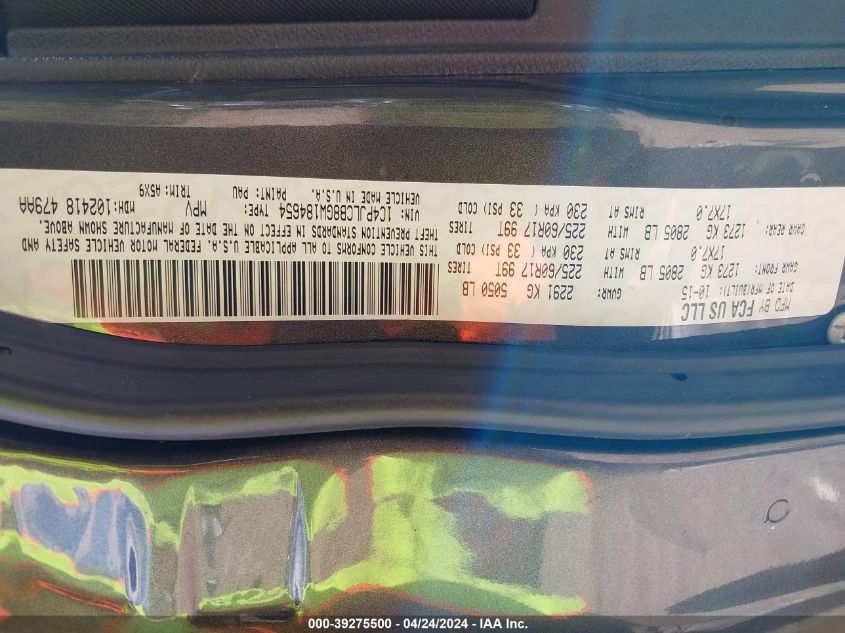 MFD BY FCA US LLC
DATE OF MFR(BUILT): 10-15 GVWR: 2291 KG 5050 LB
GAWR FRONT: 1273 KG 2805 LB WITH 225/60R17 99T TIRES
17X7.0 RIMS AT 230 KPA ( 33 PSI) COLD
GAWR REAR: 1273 KG 2805 LB WITH 225/60R17 99T TIRES
17X7.0 RIMS AT 230 KPA ( 33 PSI) COLD
THIS VEHICLE CONFORMS TO ALL APPLICABLE U.S.A. FEDERAL MOTOR VEHICLE SAFETY AND
THEFT PREVENTION STANDARDS IN EFFECT ON THE DATE OF MANUFACTURE SHOWN ABOVE.
VIN: 1C4PJLCB8GW184654 TYPE: MPV MDH: 102418 479AA
VEHICLE MADE IN U.S.A. PAINT: PAU TRIM: A5X9
000-39275500 - 04/24/2024 - IAA Inc.